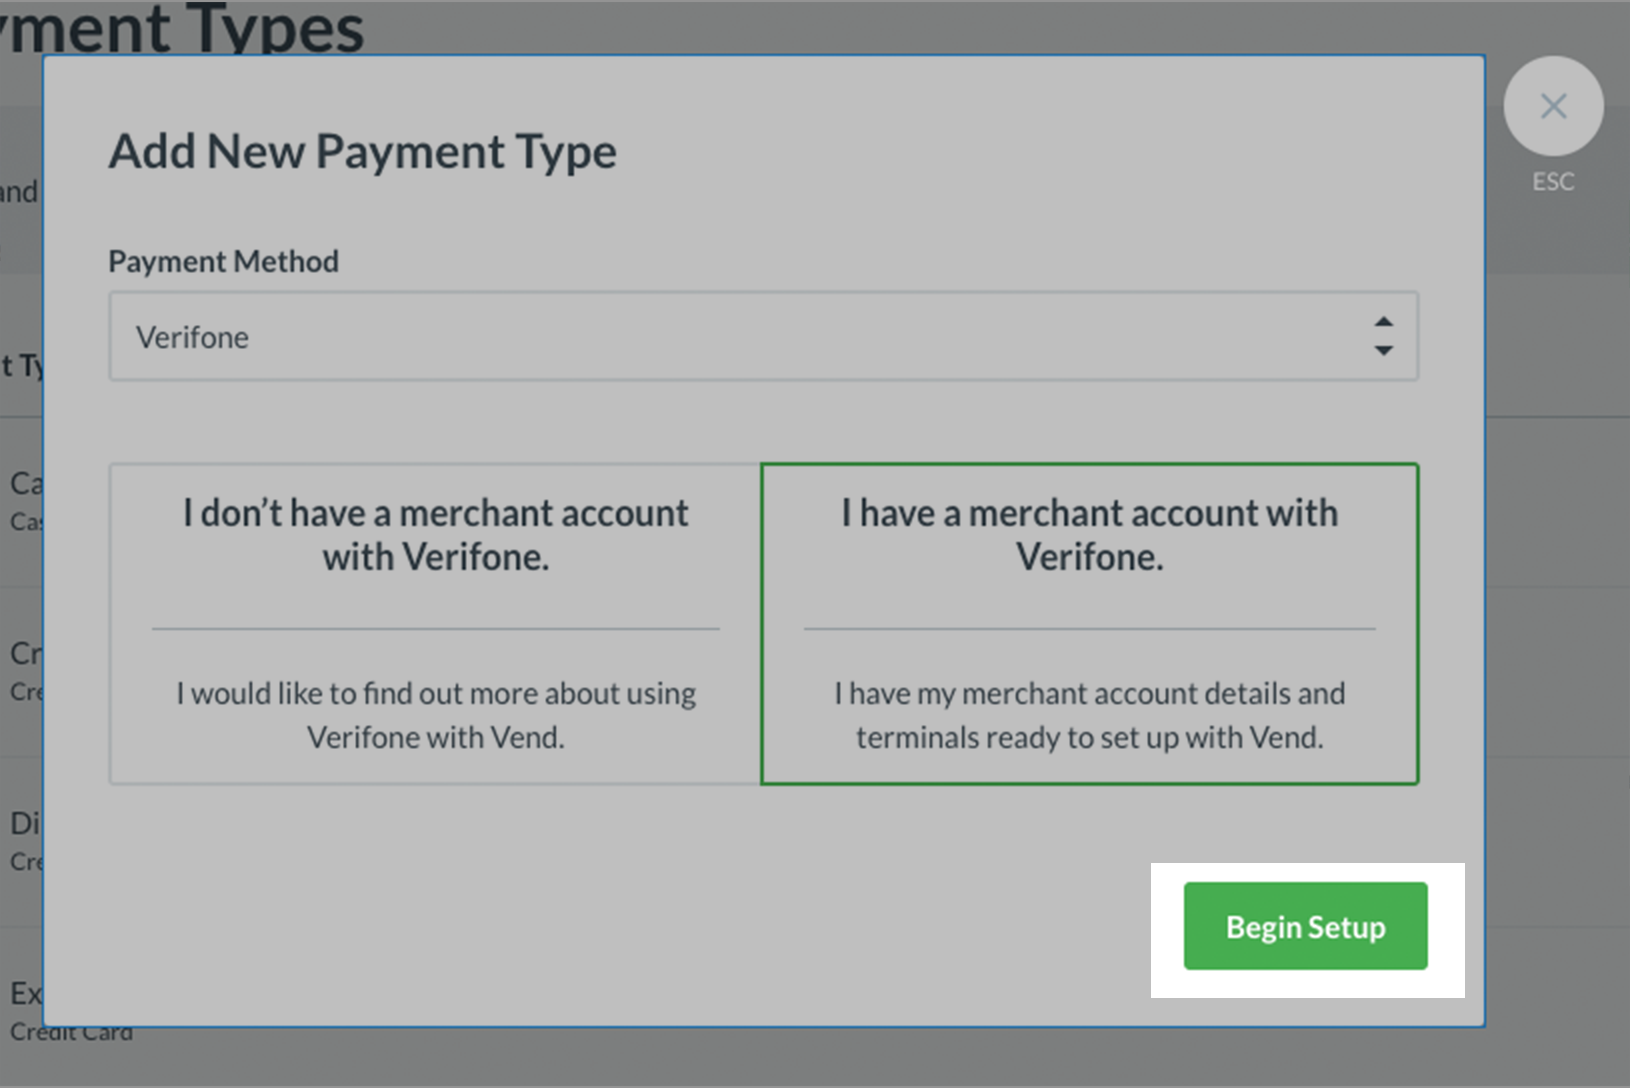 yment Types
Add New Payment Type
ESC
and
Payment Method
Verifone
t Ty
I don’t have a merchant account
with Verifone.
I would like to find out more about using
Verifone with Vend.
I have a merchant account with
Verifone.
I have my merchant account details and
terminals ready to set up with Vend.
Ca
Cas
Cr
Cre
Di
Cre
Ex
Credit Card
Begin Setup